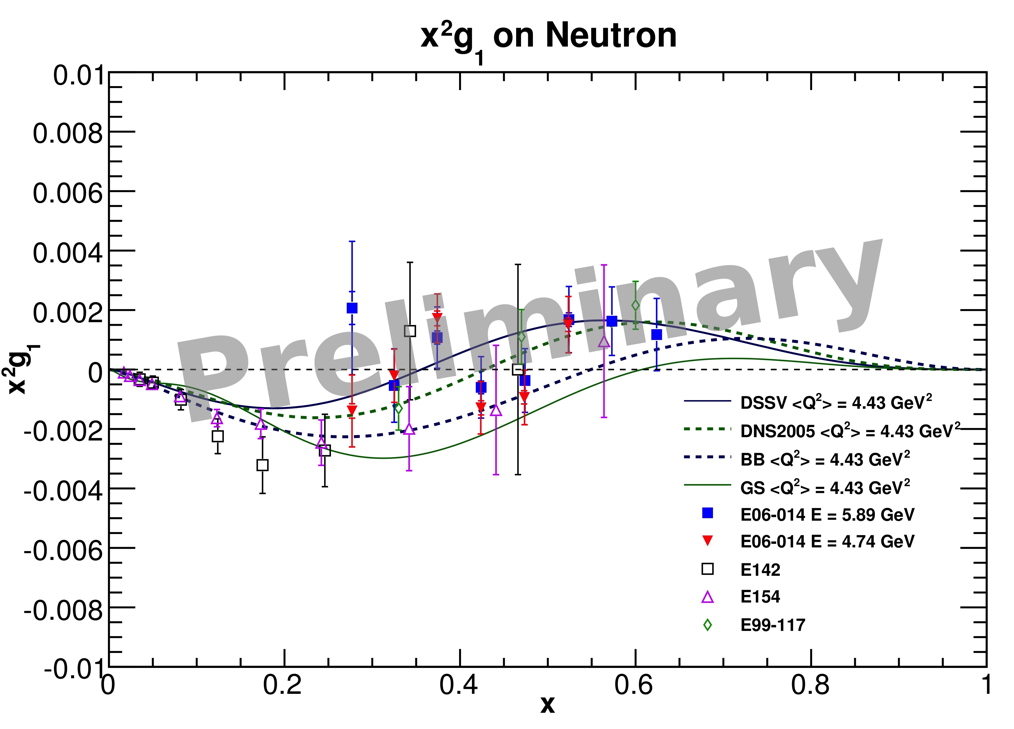 x²g₁ on Neutron
0.01
0.008
0.006
0.004
0.002
0
-0.002
-0.004
-0.006
-0.008
-0.01
x²g₁
Preliminary
DSSV <Q²> = 4.43 GeV²
DNS2005 <Q²> = 4.43 GeV²
BB <Q²> = 4.43 GeV²
GS <Q²> = 4.43 GeV²
E06-014 E = 5.89 GeV
E06-014 E = 4.74 GeV
E142
E154
E99-117
0 0.2 0.4 0.6 0.8 1
x